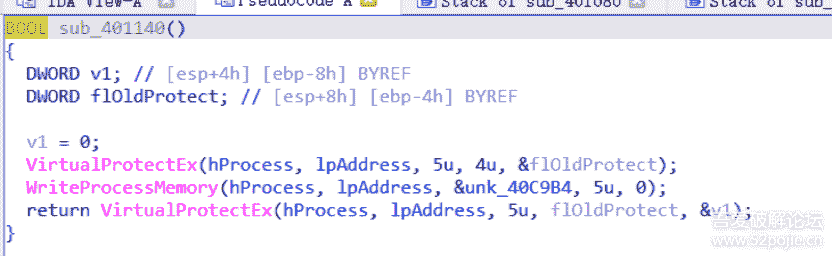 IDA View-A Pseudocode-A Stack of sub_401080 Stack of sub_
BOOL sub_401140()
{
DWORD v1; // [esp+4h] [ebp-8h] BYREF
DWORD flOldProtect; // [esp+8h] [ebp-4h] BYREF
v1 = 0;
VirtualProtectEx(hProcess, lpAddress, 5u, 4u, &flOldProtect);
WriteProcessMemory(hProcess, lpAddress, &unk_40C9B4, 5u, 0);
return VirtualProtectEx(hProcess, lpAddress, 5u, flOldProtect, &v1);
}
吾爱破解论坛
www.52pojie.cn